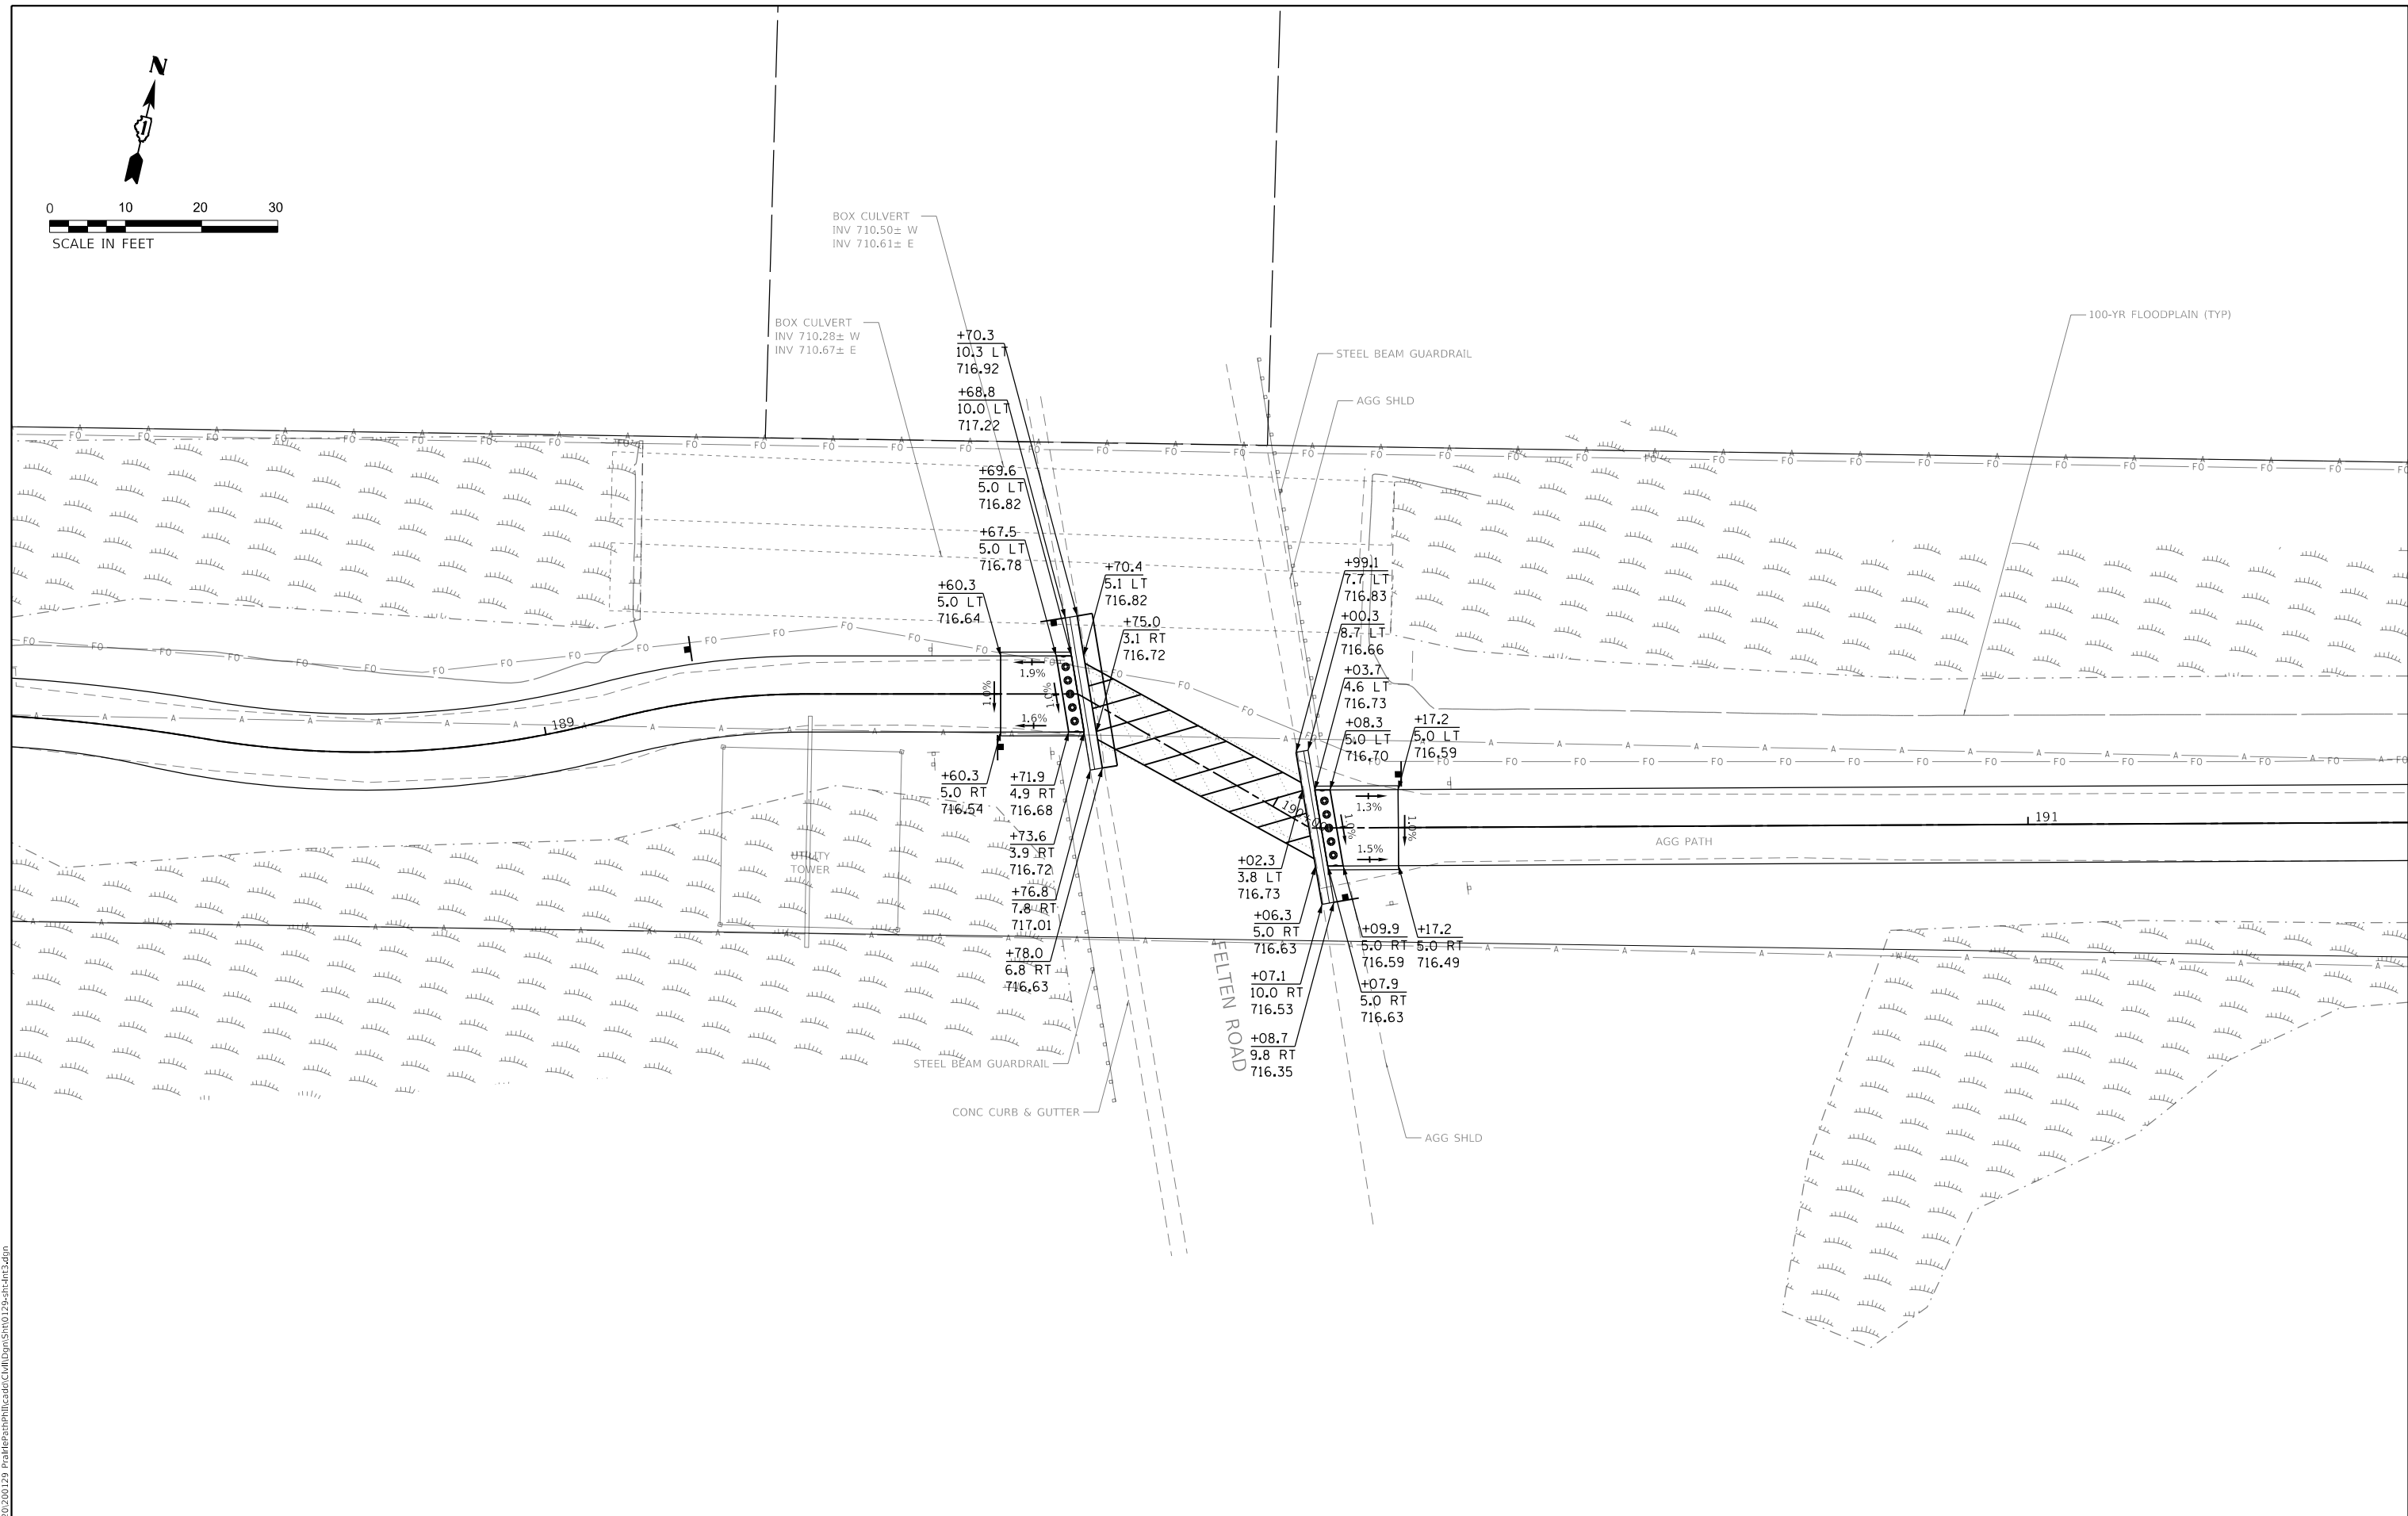 N
0 10 20 30
SCALE IN FEET
BOX CULVERT
INV 710.50± W
INV 710.61± E
BOX CULVERT
INV 710.28± W
INV 710.67± E
+70.3
10.3 LT
716.92
+68.8
10.0 LT
717.22
+69.6
5.0 LT
716.82
+67.5
5.0 LT
716.78
+60.3
5.0 LT
716.64
+70.4
5.1 LT
716.82
+75.0
3.1 RT
716.72
STEEL BEAM GUARDRAIL
AGG SHLD
100-YR FLOODPLAIN (TYP)
+99.1
7.7 LT
716.83
+00.3
8.7 LT
716.66
+03.7
4.6 LT
716.73
+08.3
5.0 LT
716.70
+17.2
5.0 LT
716.59
1.9%
1.0%
1.0%
1.6%
189
190+00
1.3%
1.0%
1.0%
1.5%
191
AGG PATH
UTILITY
TOWER
+60.3
5.0 RT
716.54
+71.9
4.9 RT
716.68
+73.6
3.9 RT
716.72
+76.8
7.8 RT
717.01
+78.0
6.8 RT
716.63
+02.3
3.8 LT
716.73
+06.3
5.0 RT
716.63
+07.1
10.0 RT
716.53
+08.7
9.8 RT
716.35
+09.9
5.0 RT
716.59
+17.2
5.0 RT
716.49
+07.9
5.0 RT
716.63
FELTEN ROAD
STEEL BEAM GUARDRAIL
CONC CURB & GUTTER
AGG SHLD